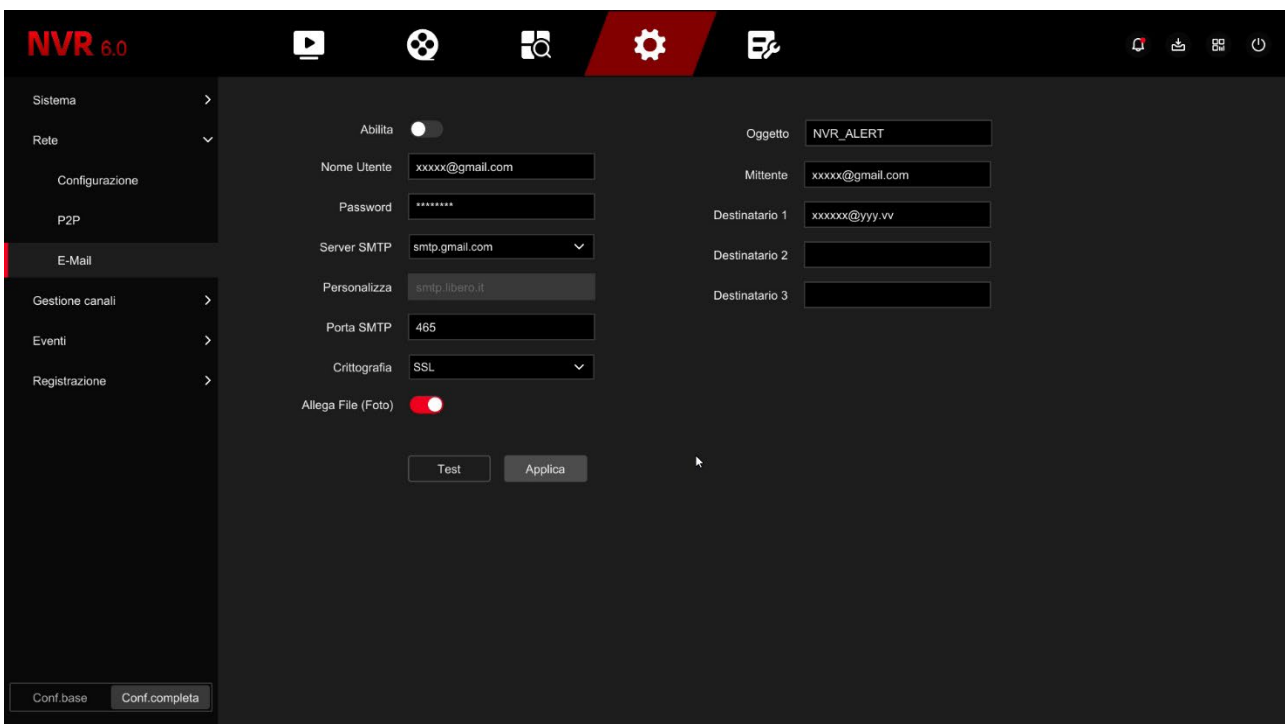 NVR 6.0
Sistema
Rete
Configurazione
P2P
E-Mail
Gestione canali
Eventi
Registrazione
Conf.base
Conf.completa
Abilita
Nome Utente xxxxx@gmail.com
Password ********
Server SMTP smtp.gmail.com
Personalizza smtp.libero.it
Porta SMTP 465
Crittografia SSL
Allega File (Foto)
Test Applica
Oggetto NVR_ALERT
Mittente xxxxx@gmail.com
Destinatario 1 xxxxxx@yyy.vv
Destinatario 2
Destinatario 3